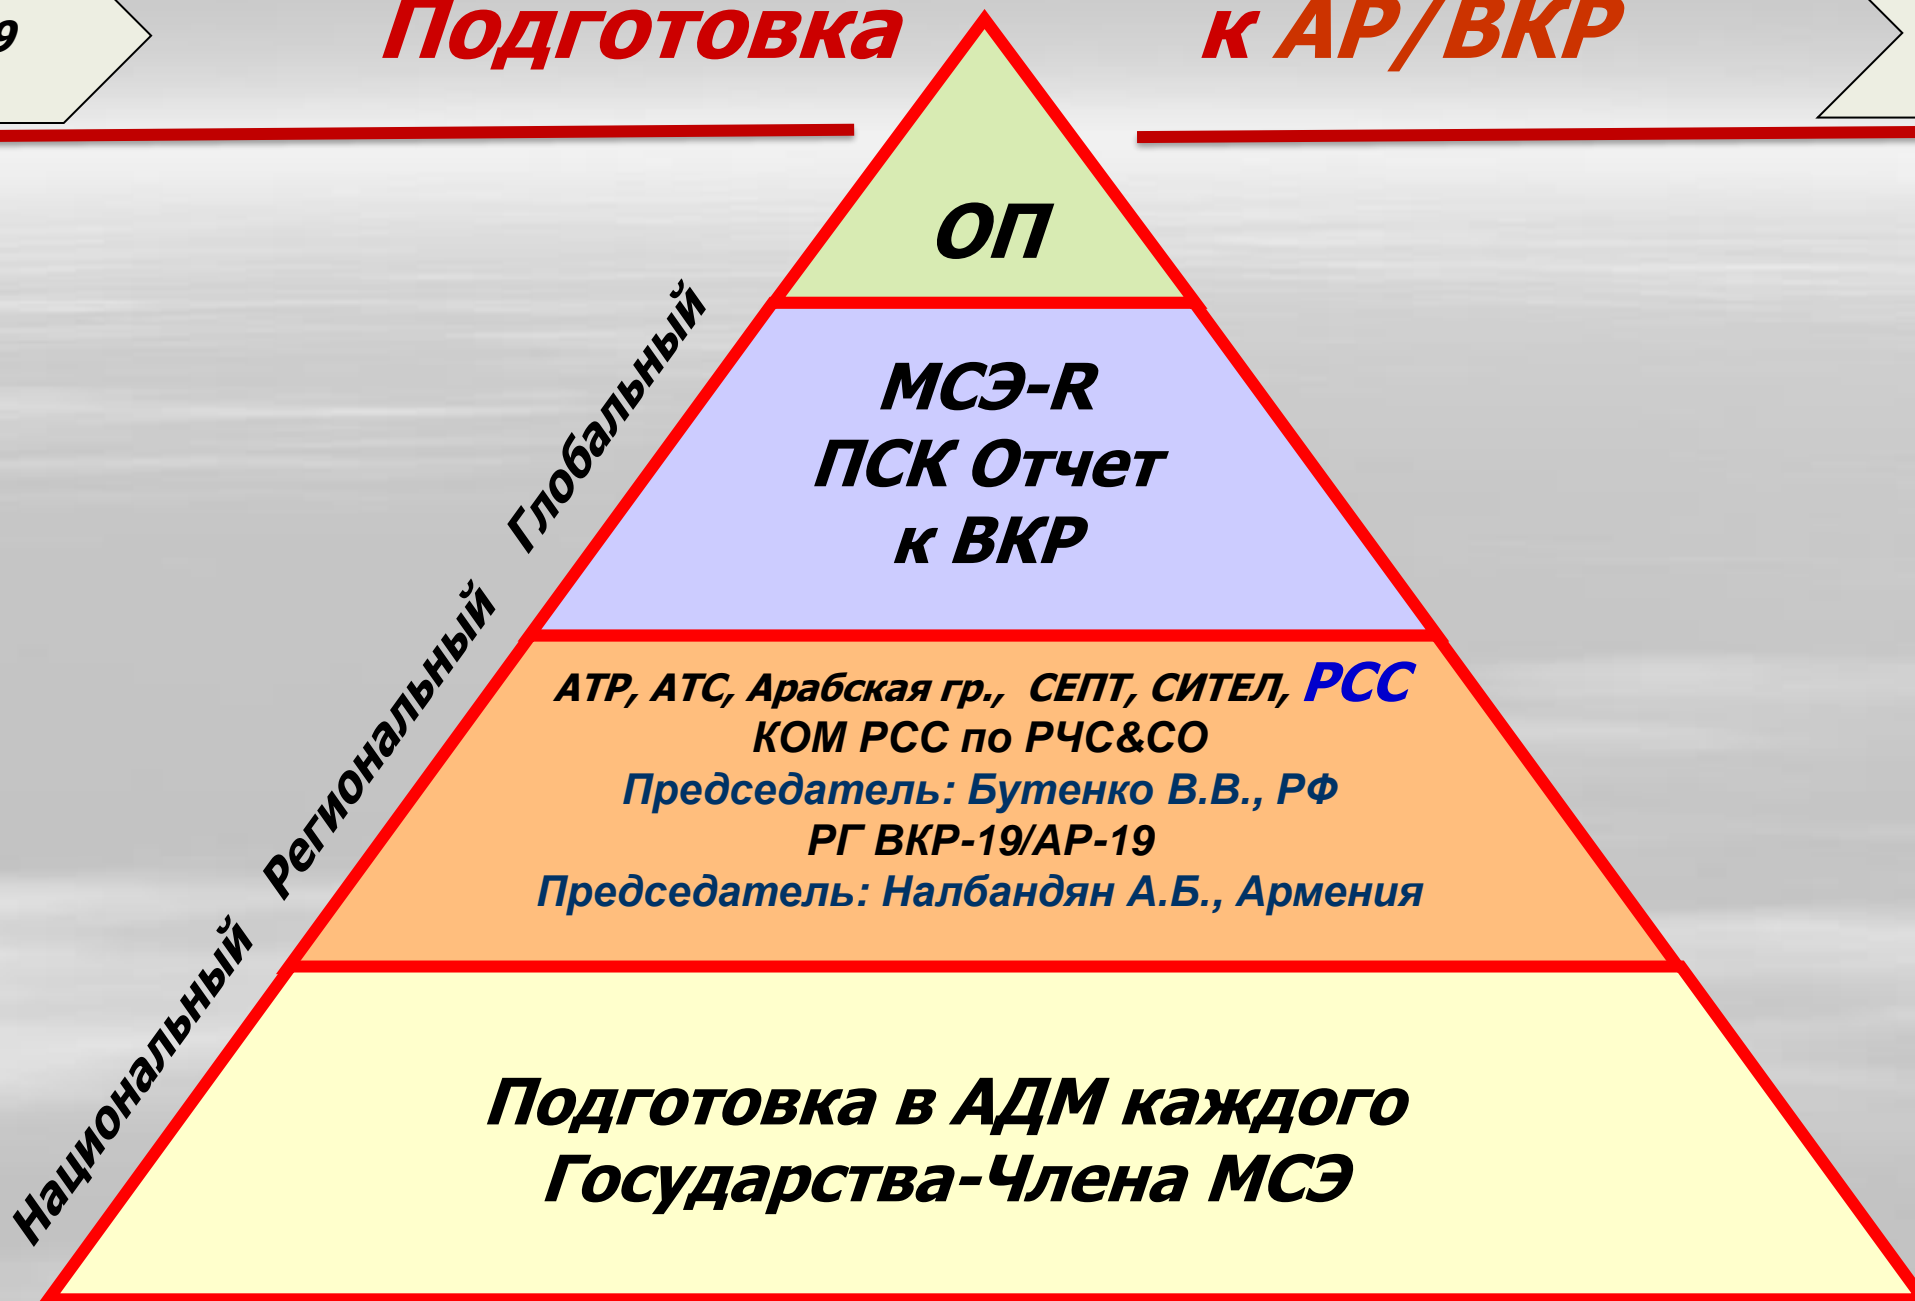 9
Подготовка к АР/ВКР
ОП
МСЭ-R
ПСК Отчет
к ВКР
Глобальный
АТР, АТС, Арабская гр., СЕПТ, СИТЕЛ, РСС
КОМ РСС по РЧС&СО
Председатель: Бутенко В.В., РФ
РГ ВКР-19/АР-19
Председатель: Налбандян А.Б., Армения
Региональный
Подготовка в АДМ каждого
Государства-Члена МСЭ
Национальный